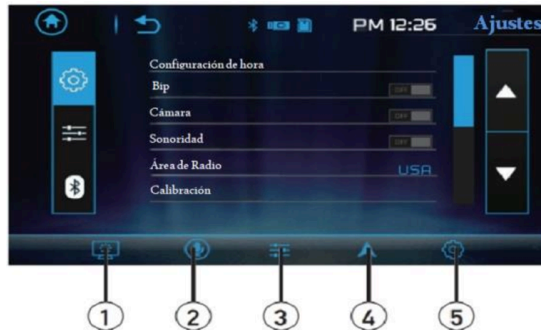 PM 12:26 Ajustes
Configuración de hora
Bip OFF
Cámara OFF
Sonoridad OFF
Área de Radio USA
Calibración
1 2 3 4 5